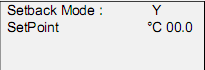 Setback Mode : Y
SetPoint °C 00.0